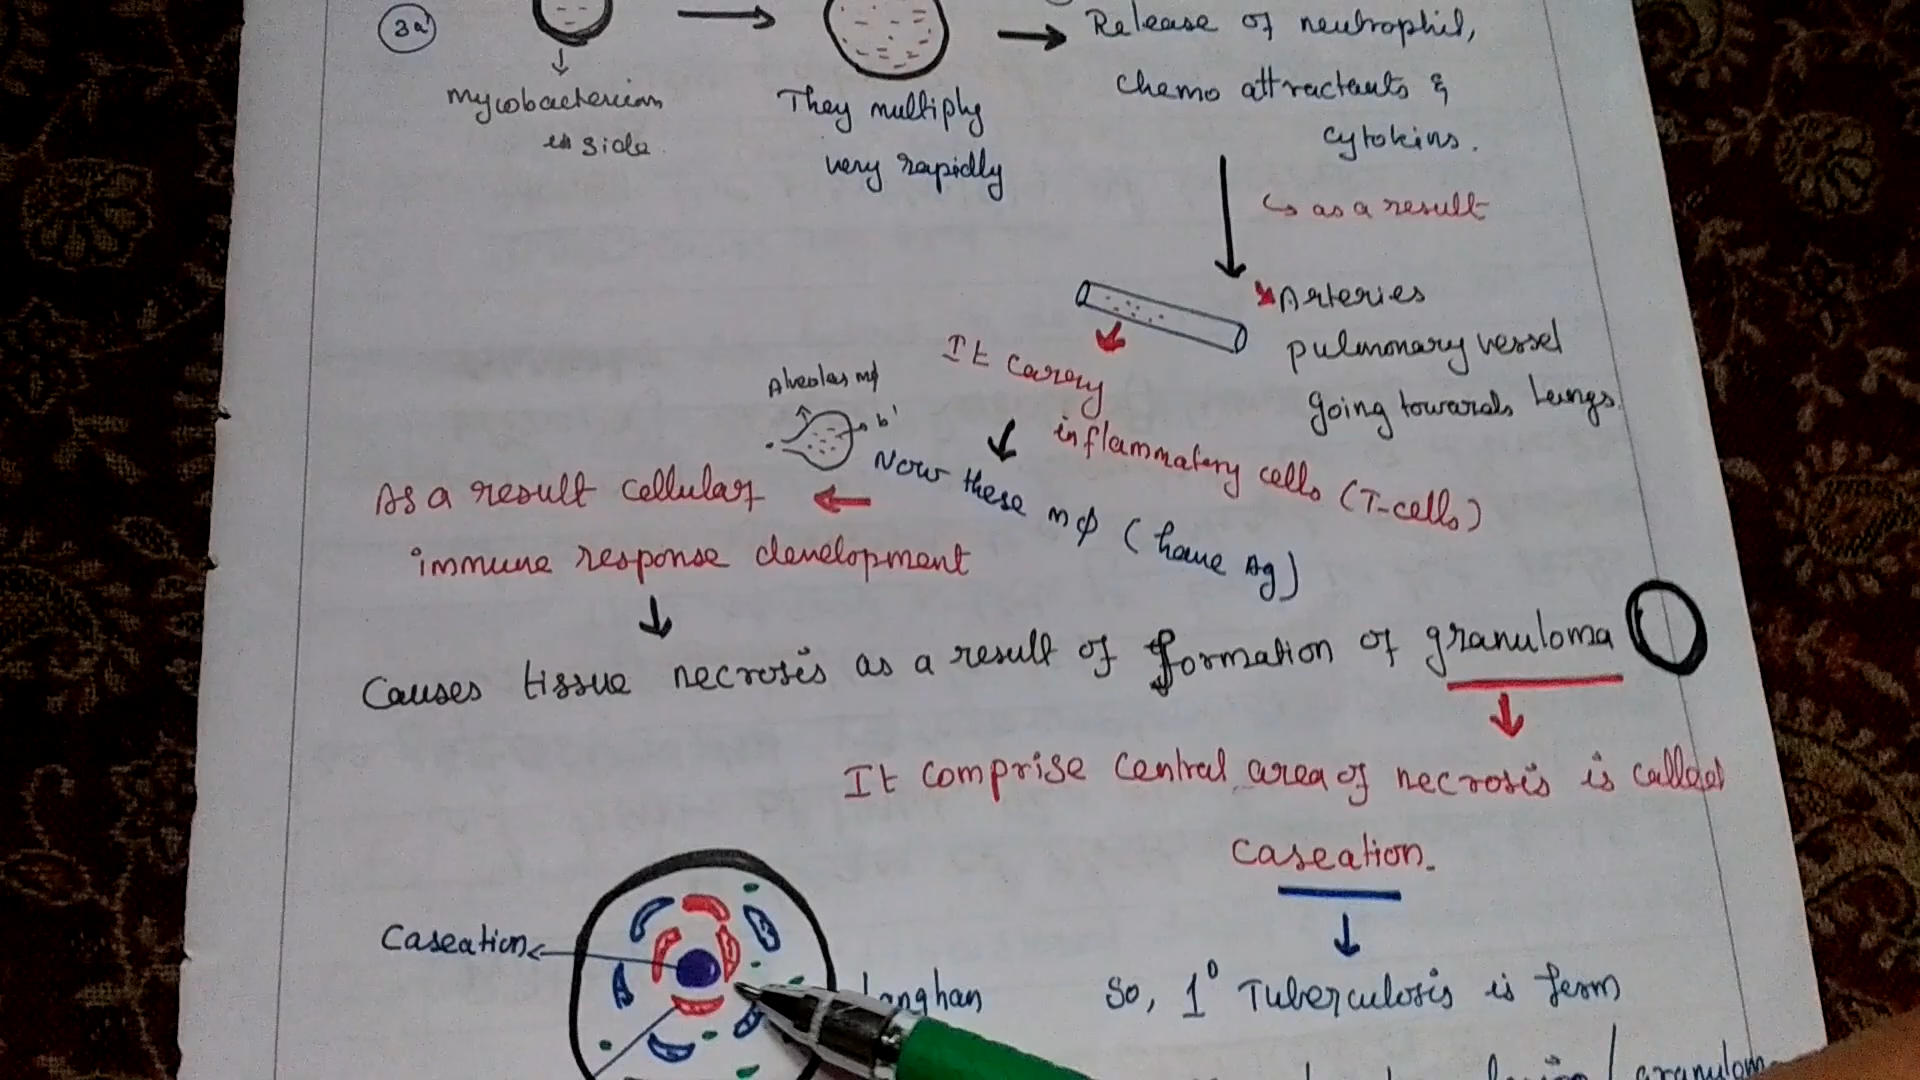 3a'
Mycobacterium
in side.
They multiply
very rapidly
Release of neutrophil,
chemo attractants &
cytokins.
↳ as a result
Arteries
pulmonary vessel
going towards lungs.
It carry
inflammatory cells (T-cells)
Alveolar mϕ
b'
Now these mϕ (have Ag)
As a result cellular
immune response development
Causes tissue necrosis as a result of formation of granuloma
It comprise central area of necrosis is called
caseation.
Caseation
Langhan
So, 1° Tuberculosis is form